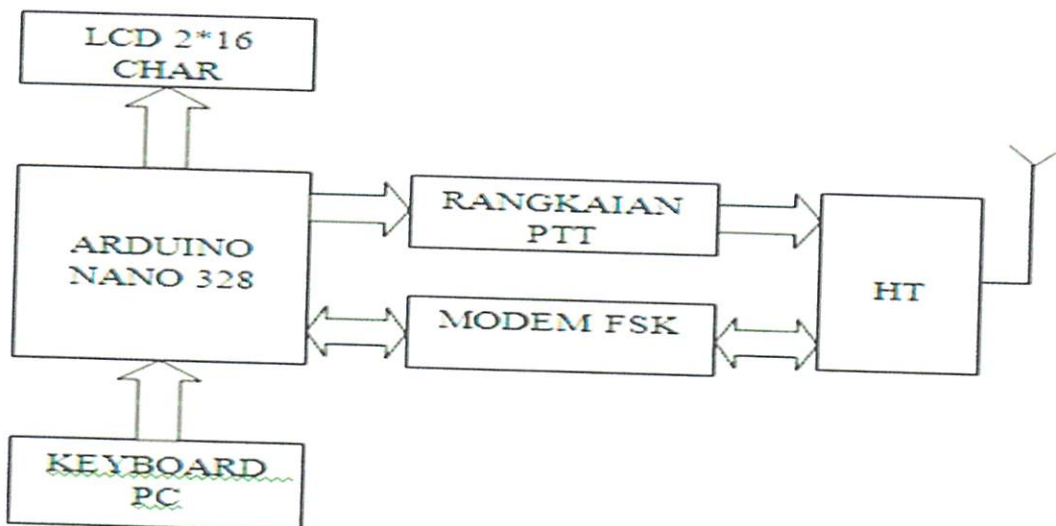 LCD 2*16
CHAR
ARDUINO
NANO 328
RANGKAIAN
PTT
MODEM FSK
HT
KEYBOARD
PC